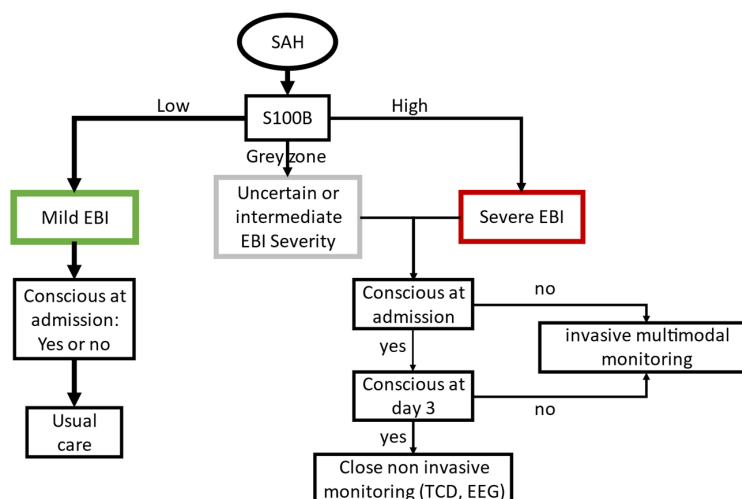 SAH
Low
S100B
High
Grey zone
Mild EBI
Uncertain or
intermediate
EBI Severity
Severe EBI
Conscious at
admission:
Yes or no
Conscious at
admission
no
invasive multimodal
monitoring
yes
Conscious at
day 3
no
Usual
care
yes
Close non invasive
monitoring (TCD, EEG)